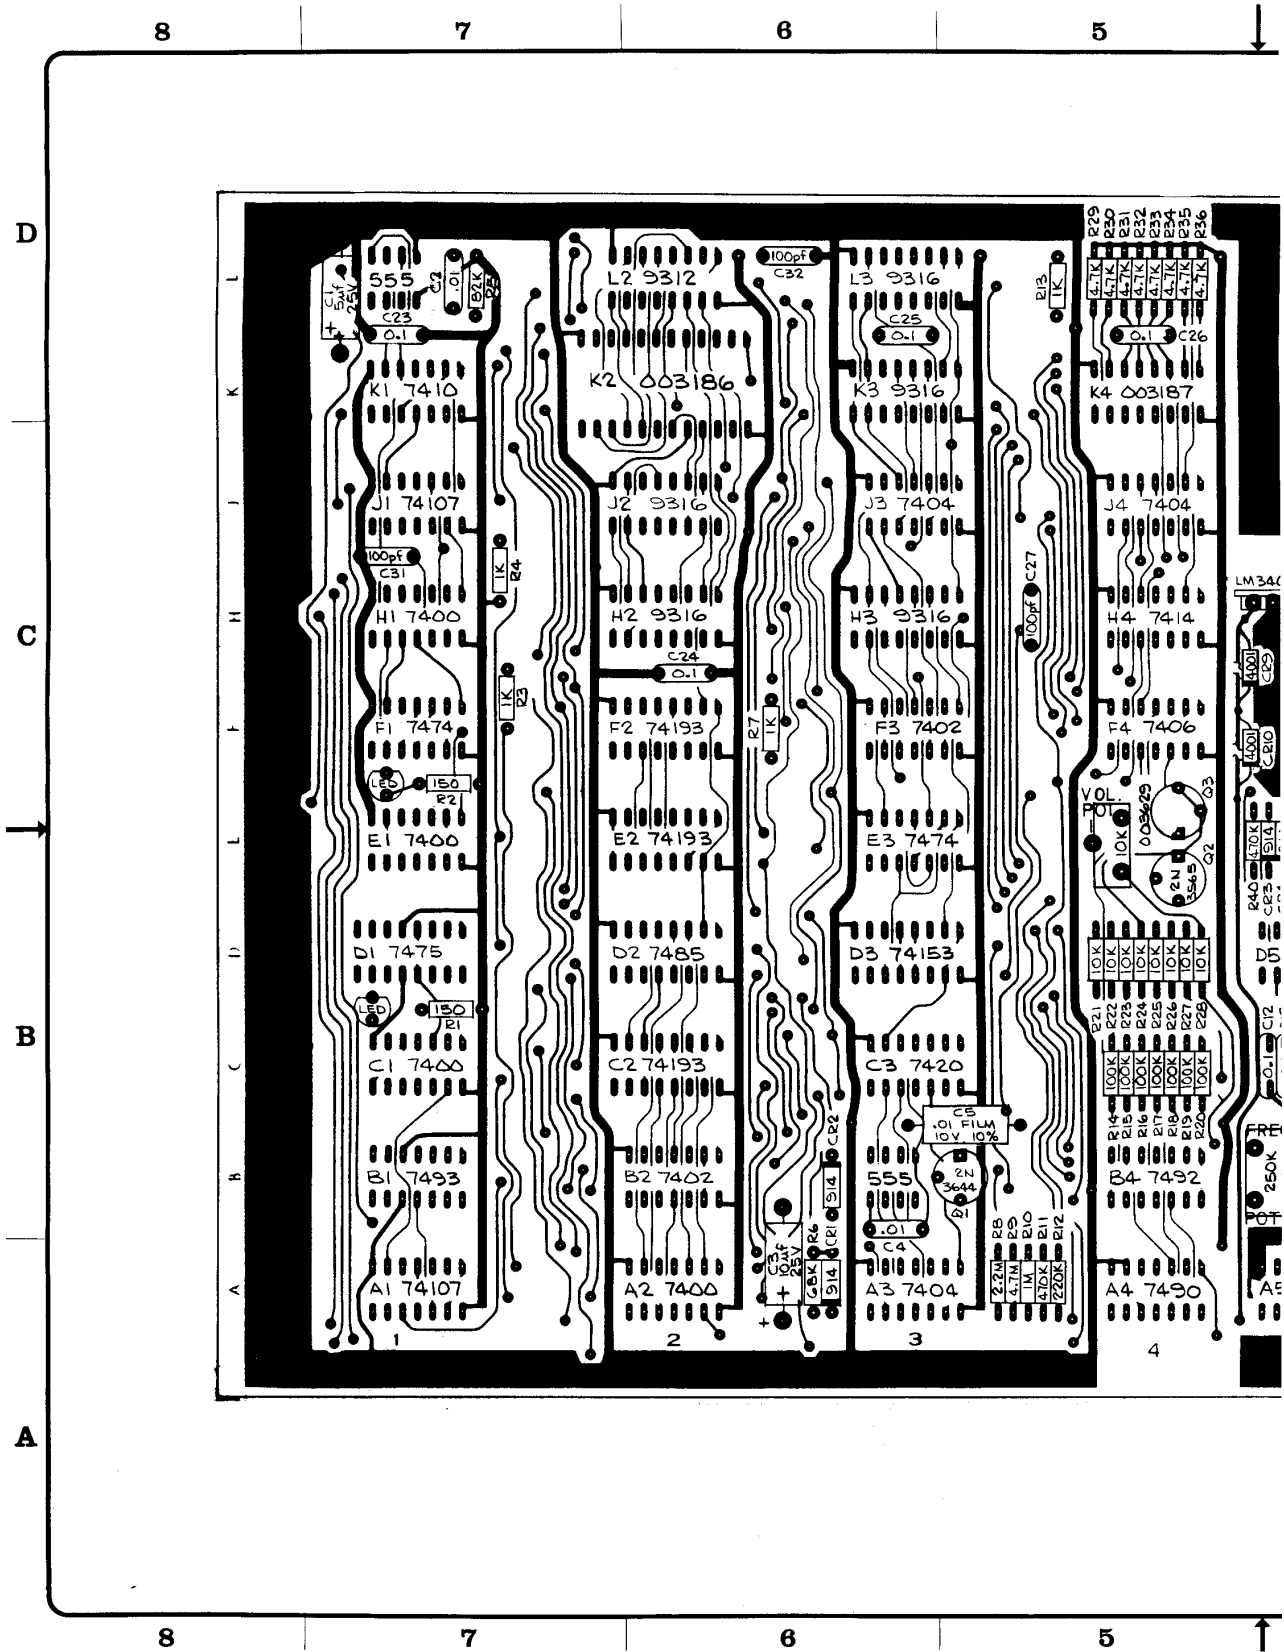 8 7 6 5
D
C
B
A
L
K
J
H
D
C
B
A
R29 R30 R31 R32 R33 R34 R35 R36
4.7K 4.7K 4.7K 4.7K 4.7K 4.7K 4.7K 4.7K
C1 5uf 25V
+
555
C2
.01
82K
R5
L2 9312
100pf
C32
L3 9316
R13
1K
C23
0.1
C25
0.1
0.1 C26
K1 7410
K2 003186
K3 9316
K4 003187
J1 74107
J2 9316
J3 7404
J4 7404
100pf
C31
1K
R4
100pf C27
LM340
H1 7400
H2 9316
H3 9316
H4 7414
C24
0.1
4001
CR9
1K
R3
R7
1K
F1 7474
F2 74193
F3 7402
F4 7406
4001
CR10
LED
150
R2
VOL.
POT
10K
003629
Q3
E1 7400
E2 74193
E3 7474
2N
3565
Q2
470K
914
R40
CR3
D1 7475
D2 7485
D3 74153
10K 10K 10K 10K 10K 10K 10K 10K
D5
LED
150
R1
R21 R22 R23 R24 R25 R26 R27 R28
C12
0.1
C1 7400
C2 74193
C3 7420
100K 100K 100K 100K 100K 100K 100K
C5
.01 FILM
10V 10%
R14 R15 R16 R17 R18 R19 R20
CR2
914
FRE
250K
POT
B1 7493
B2 7402
555
2N
3644
Q1
B4 7492
.01
C4
C3
10uf
25V
+
+
R6
68K
CR1
914
R8 R9 R10 R11 R12
2.2M 4.7M 1M 470K 220K
A1 74107
A2 7400
A3 7404
A4 7490
A5
1 2 3 4
8 7 6 5